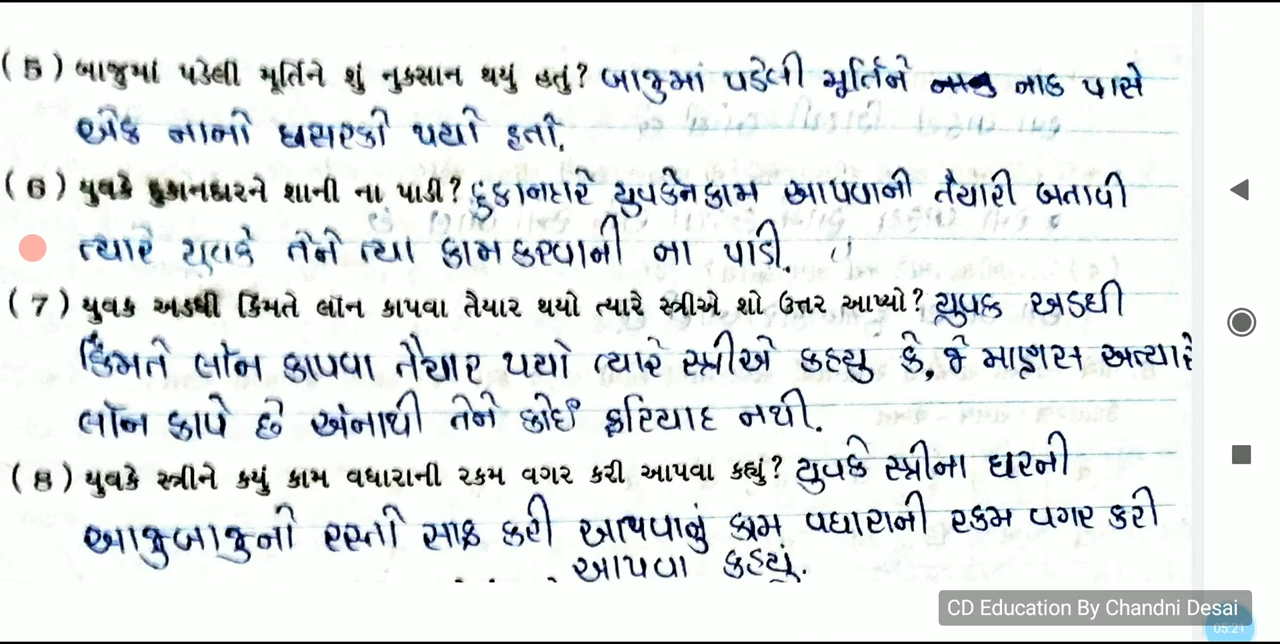 (5) બાજુમાં પડેલી મૂર્તિને શું નુકસાન થયું હતું? બાજુમાં પડેલી મૂર્તિને નાક પાસે
એક નાનો ઘસરકો પડ્યો હતો.
(6) યુવકે દુકાનદારને શાની ના પાડી? દુકાનદારે યુવકને કામ આપવાની તૈયારી બતાવી
ત્યારે યુવકે તેને ત્યા કામ કરવાની ના પાડી.
(7) યુવક અડધી કિંમતે લૉન કાપવા તૈયાર થયો ત્યારે સ્ત્રીએ શો ઉત્તર આપ્યો? યુવક અડધી
કિંમતે લૉન કાપવા તૈયાર થયો ત્યારે સ્ત્રીએ કહ્યુ કે, જે માણસ અત્યારે
લૉન કાપે છે એનાથી તેને કોઈ ફરિયાદ નથી.
(8) યુવકે સ્ત્રીને કયું કામ વધારાની રકમ વગર કરી આપવા કહ્યું? યુવકે સ્ત્રીના ઘરની
આજુબાજુનો રસ્તો સાફ કરી આપવાનું કામ વધારાની રકમ વગર કરી
આપવા કહ્યું.
CD Education By Chandni Desai
05:21